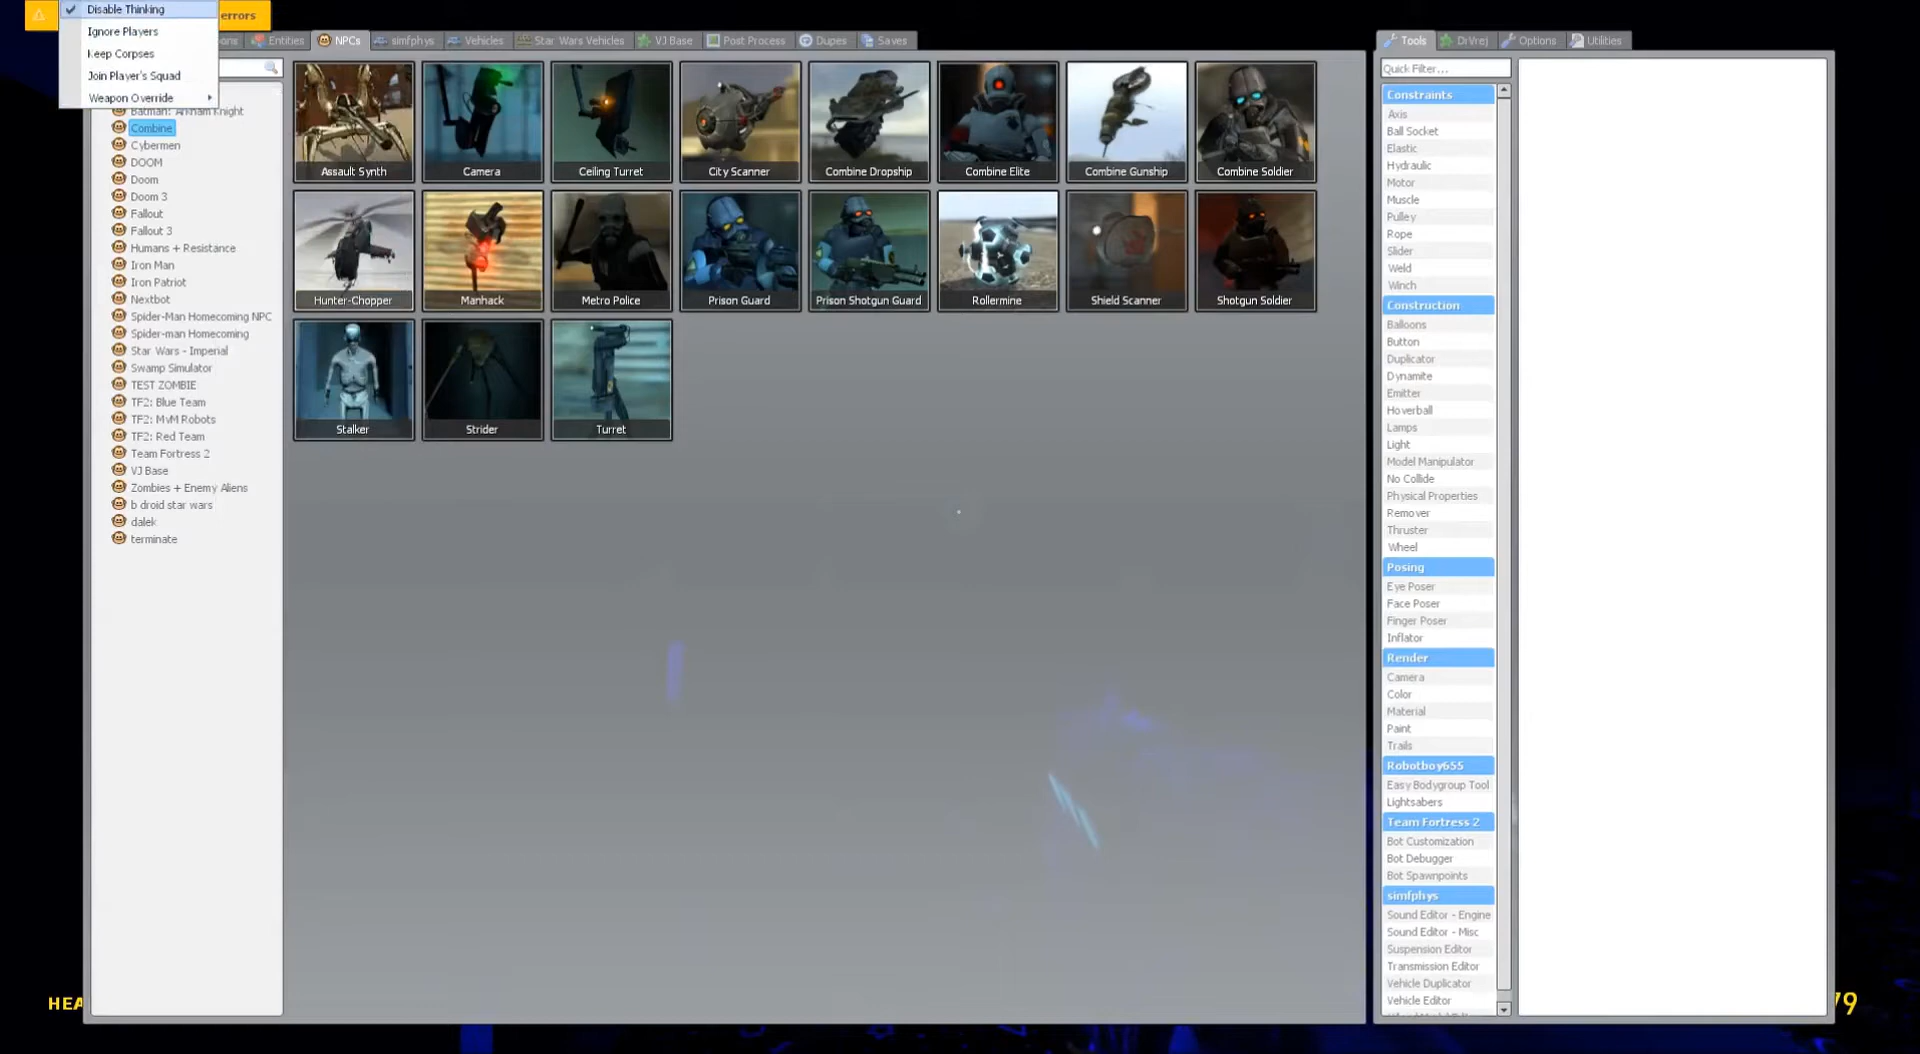 Disable Thinking
errors
Ignore Players
Keep Corpses
Join Player's Squad
Weapon Override
Entities
NPCs
simfphys
Vehicles
Star Wars Vehicles
VJ Base
Post Process
Dupes
Saves
Tools
DrVrej
Options
Utilities
Quick Filter...
Batman: Arkham Knight
Combine
Cybermen
DOOM
Doom
Doom 3
Fallout
Fallout 3
Humans + Resistance
Iron Man
Iron Patriot
Nextbot
Spider-Man Homecoming NPC
Spider-man Homecoming
Star Wars - Imperial
Swamp Simulator
TEST ZOMBIE
TF2: Blue Team
TF2: MvM Robots
TF2: Red Team
Team Fortress 2
VJ Base
Zombies + Enemy Aliens
b droid star wars
dalek
terminate
Assault Synth
Camera
Ceiling Turret
City Scanner
Combine Dropship
Combine Elite
Combine Gunship
Combine Soldier
Hunter-Chopper
Manhack
Metro Police
Prison Guard
Prison Shotgun Guard
Rollermine
Shield Scanner
Shotgun Soldier
Stalker
Strider
Turret
Constraints
Axis
Ball Socket
Elastic
Hydraulic
Motor
Muscle
Pulley
Rope
Slider
Weld
Winch
Construction
Balloons
Button
Duplicator
Dynamite
Emitter
Hoverball
Lamps
Light
Model Manipulator
No Collide
Physical Properties
Remover
Thruster
Wheel
Posing
Eye Poser
Face Poser
Finger Poser
Inflator
Render
Camera
Color
Material
Paint
Trails
Robotboy655
Easy Bodygroup Tool
Lightsabers
Team Fortress 2
Bot Customization
Bot Debugger
Bot Spawnpoints
simfphys
Sound Editor - Engine
Sound Editor - Misc
Suspension Editor
Transmission Editor
Vehicle Duplicator
Vehicle Editor
HEA
79